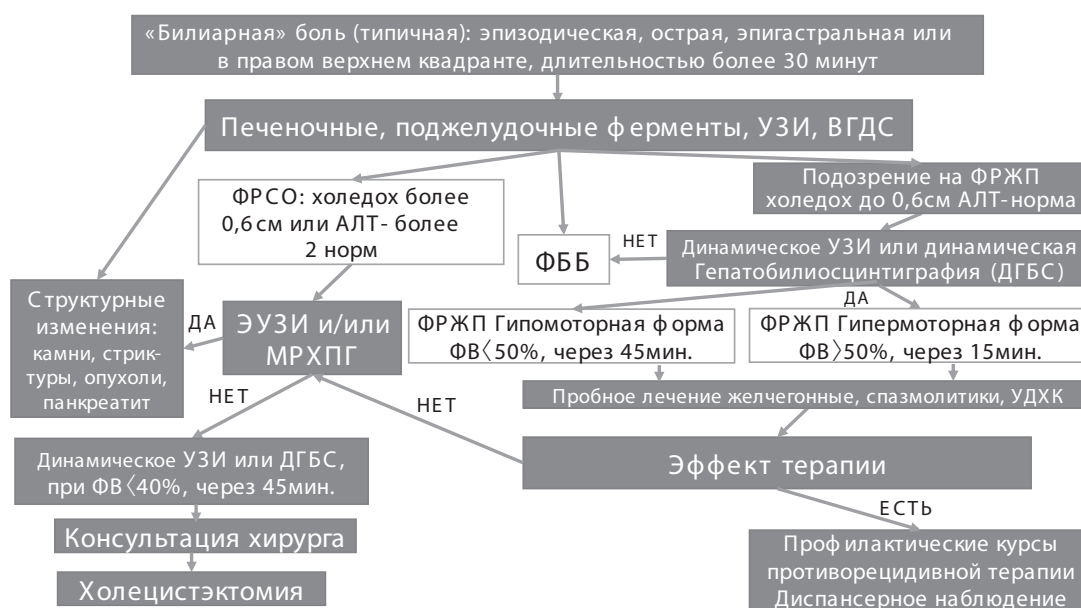 «Билиарная» боль (типичная): эпизодическая, острая, эпигастральная или
в правом верхнем квадранте, длительностью более 30 минут
Печеночные, поджелудочные ферменты, УЗИ, ВГДС
ФРСО: холедох более
0,6см или АЛТ- более
2 норм
Подозрение на ФРЖП
холедох до 0,6см АЛТ-норма
ФББ
НЕТ
Динамическое УЗИ или динамическая
Гепатобилиосцинтиграфия (ДГБС)
Структурные
изменения:
камни, стрик-
туры, опухоли,
панкреатит
ДА
ЭУЗИ и/или
МРХПГ
ДА
ФРЖП Гипомоторная форма
ФВ〈50%, через 45мин.
ФРЖП Гипермоторная форма
ФВ〉50%, через 15мин.
НЕТ
НЕТ
Пробное лечение желчегонные, спазмолитики, УДХК
Динамическое УЗИ или ДГБС,
при ФВ〈40%, через 45мин.
Эффект терапии
ЕСТЬ
Консультация хирурга
Холецистэктомия
Профилактические курсы
противорецидивной терапии
Диспансерное наблюдение